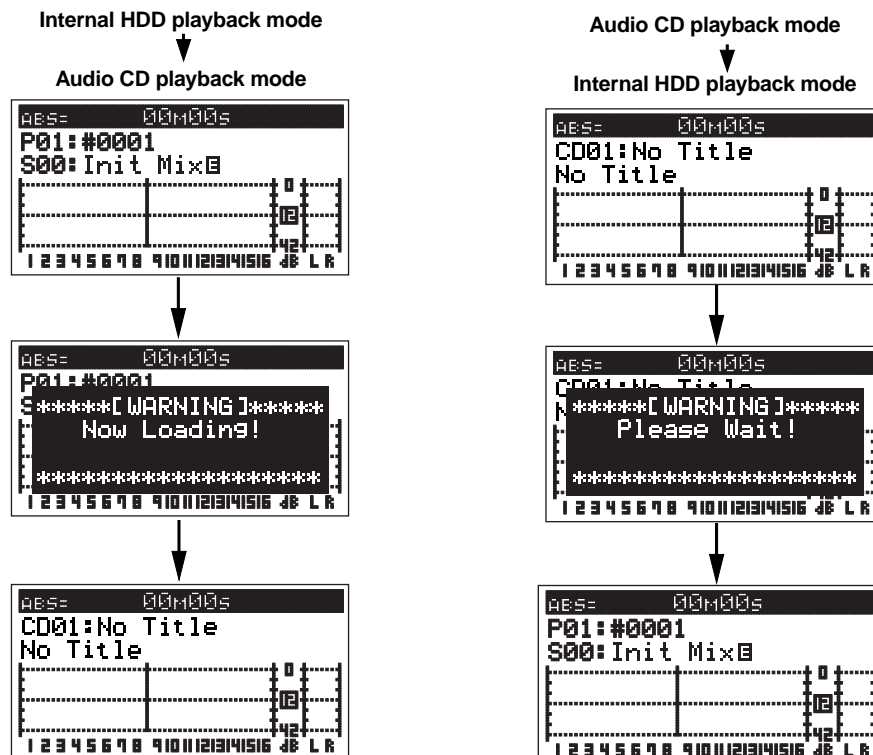 Internal HDD playback mode
Audio CD playback mode
ABS= 00M00S
P01:#0001
S00:Init MixE
0
12
42
1 2 3 4 5 6 7 8 9 10 11 12 13 14 15 16 dB L R
ABS= 00M00S
P01:#0001
S
*****[WARNING]*****
Now Loading!
********************
1 2 3 4 5 6 7 8 9 10 11 12 13 14 15 16 dB L R
ABS= 00M00S
CD01:No Title
No Title
0
12
42
1 2 3 4 5 6 7 8 9 10 11 12 13 14 15 16 dB L R
Audio CD playback mode
Internal HDD playback mode
ABS= 00M00S
CD01:No Title
No Title
0
12
42
1 2 3 4 5 6 7 8 9 10 11 12 13 14 15 16 dB L R
ABS= 00M00S
CD01:No Title
N
*****[WARNING]*****
Please Wait!
********************
1 2 3 4 5 6 7 8 9 10 11 12 13 14 15 16 dB L R
ABS= 00M00S
P01:#0001
S00:Init MixE
0
12
42
1 2 3 4 5 6 7 8 9 10 11 12 13 14 15 16 dB L R